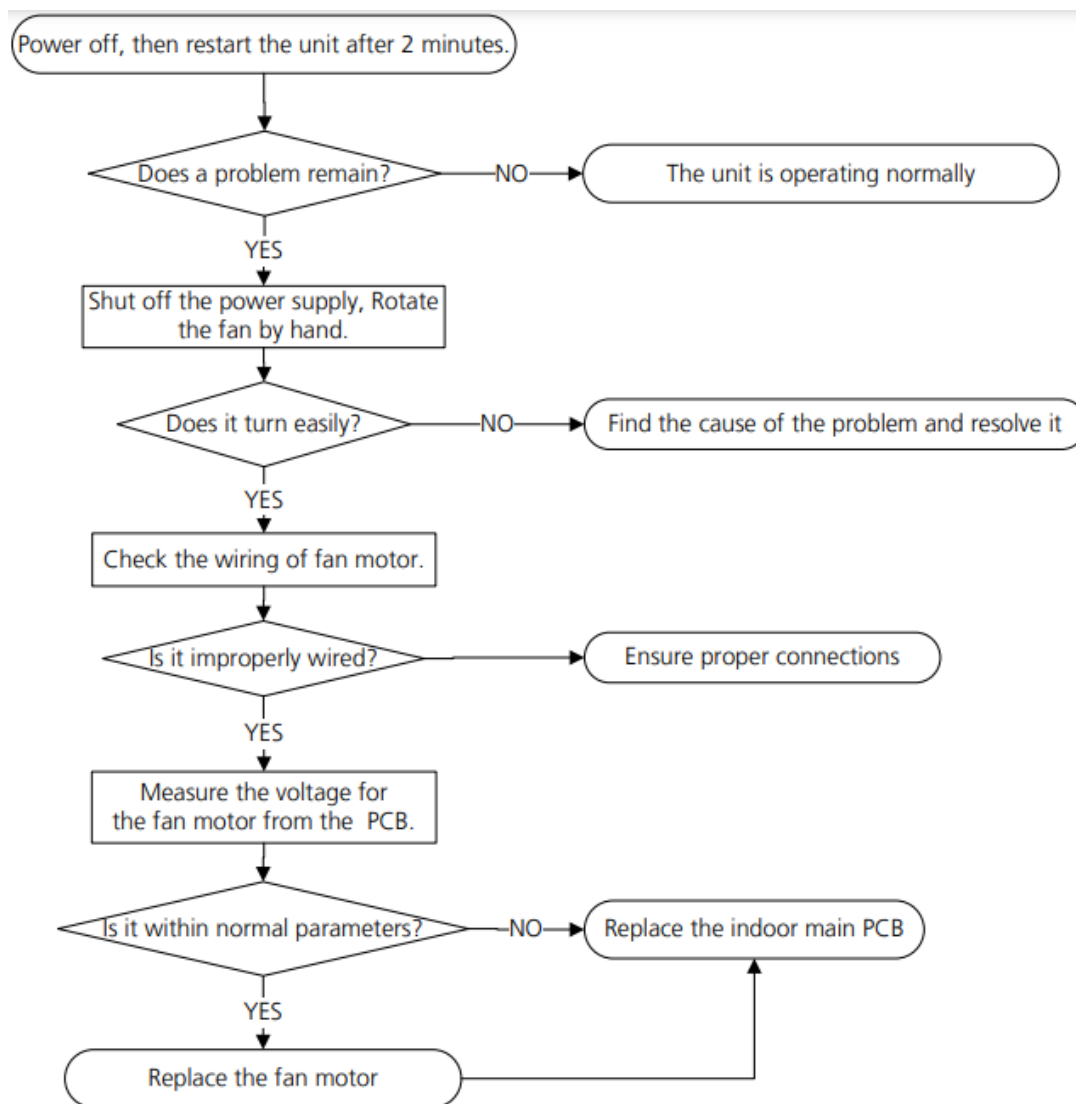 Power off, then restart the unit after 2 minutes.
Does a problem remain?
NO
The unit is operating normally
YES
Shut off the power supply, Rotate
the fan by hand.
Does it turn easily?
NO
Find the cause of the problem and resolve it
YES
Check the wiring of fan motor.
Is it improperly wired?
Ensure proper connections
YES
Measure the voltage for
the fan motor from the PCB.
Is it within normal parameters?
NO
Replace the indoor main PCB
YES
Replace the fan motor